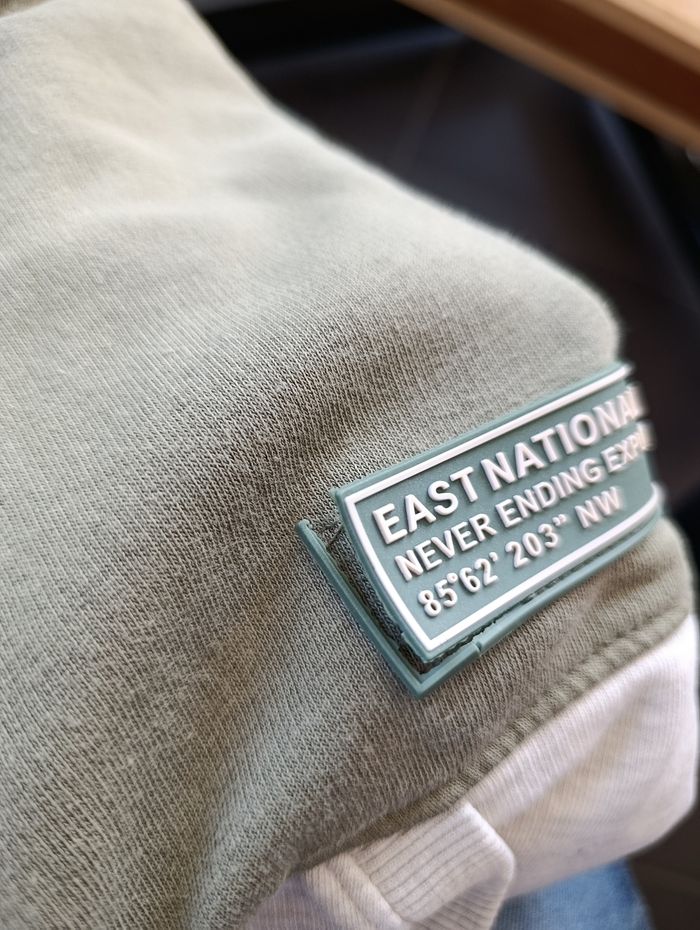 EAST NATIONAL
NEVER ENDING
85°62' 203" NW